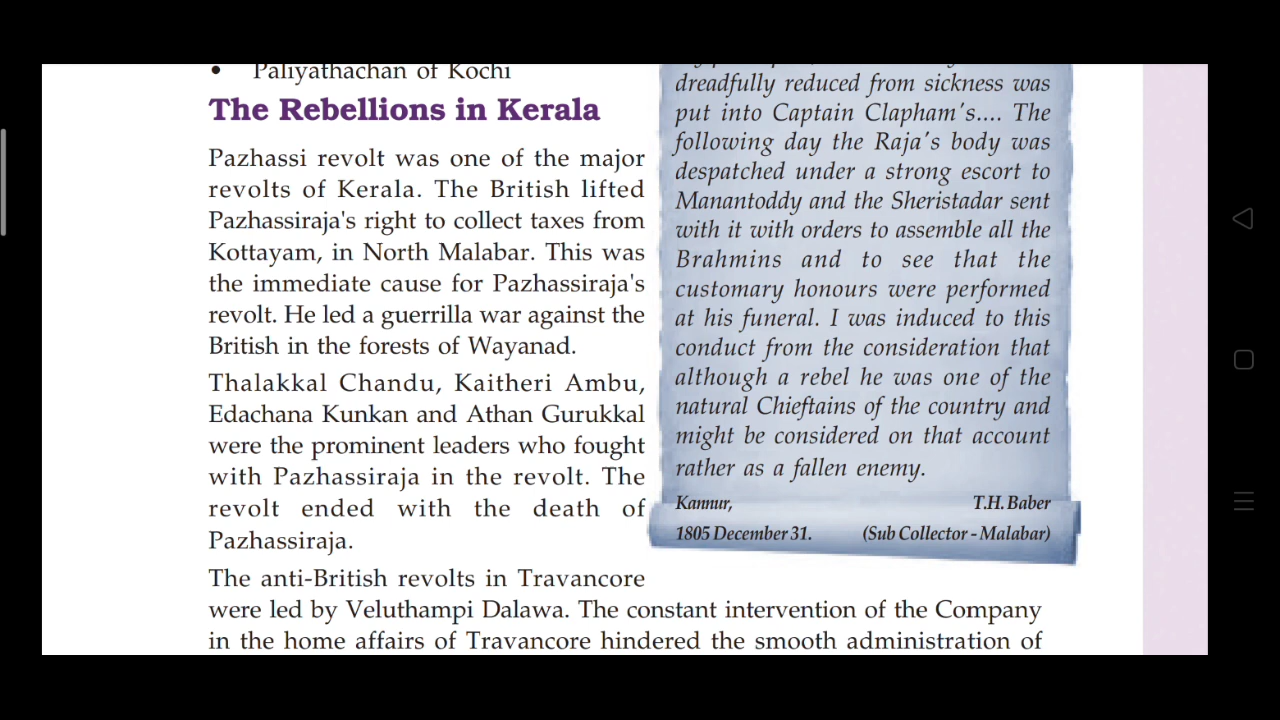 • Paliyathachan of Kochi
The Rebellions in Kerala
Pazhassi revolt was one of the major
revolts of Kerala. The British lifted
Pazhassiraja's right to collect taxes from
Kottayam, in North Malabar. This was
the immediate cause for Pazhassiraja's
revolt. He led a guerrilla war against the
British in the forests of Wayanad.
Thalakkal Chandu, Kaitheri Ambu,
Edachana Kunkan and Athan Gurukkal
were the prominent leaders who fought
with Pazhassiraja in the revolt. The
revolt ended with the death of
Pazhassiraja.
The anti-British revolts in Travancore
were led by Veluthampi Dalawa. The constant intervention of the Company
in the home affairs of Travancore hindered the smooth administration of
dreadfully reduced from sickness was
put into Captain Clapham's.... The
following day the Raja's body was
despatched under a strong escort to
Manantoddy and the Sheristadar sent
with it with orders to assemble all the
Brahmins and to see that the
customary honours were performed
at his funeral. I was induced to this
conduct from the consideration that
although a rebel he was one of the
natural Chieftains of the country and
might be considered on that account
rather as a fallen enemy.
Kannur, T.H. Baber
1805 December 31. (Sub Collector - Malabar)